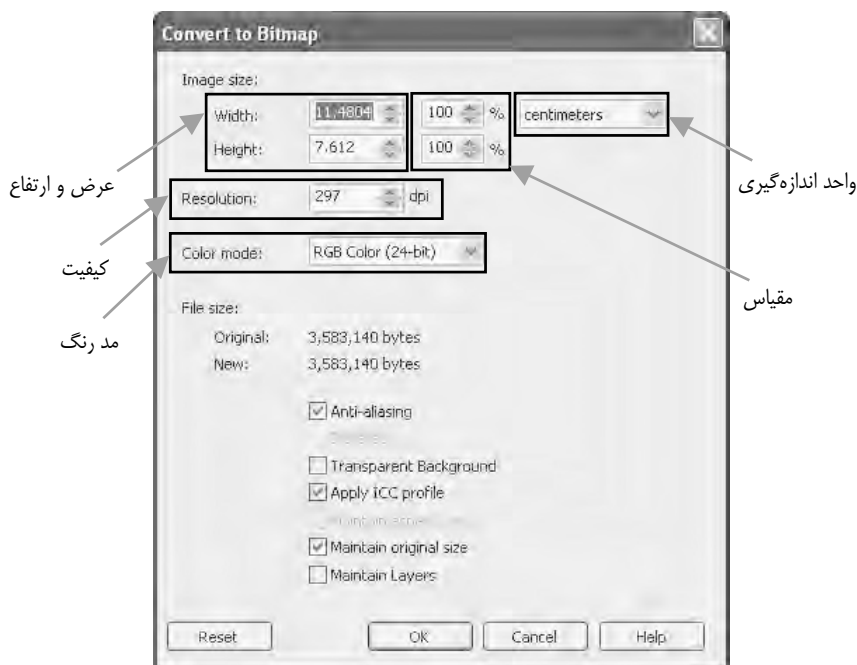 Convert to Bitmap
Image size:
Width: 11.4804 100 % centimeters
Height: 7.612 100 %
Resolution: 297 dpi
Color mode: RGB Color (24-bit)
File size:
Original: 3,583,140 bytes
New: 3,583,140 bytes
Anti-aliasing
Transparent Background
Apply ICC profile
Maintain original size
Maintain Layers
Reset OK Cancel Help
عرض و ارتفاع
کیفیت
مد رنگ
واحد اندازه‌گیری
مقیاس